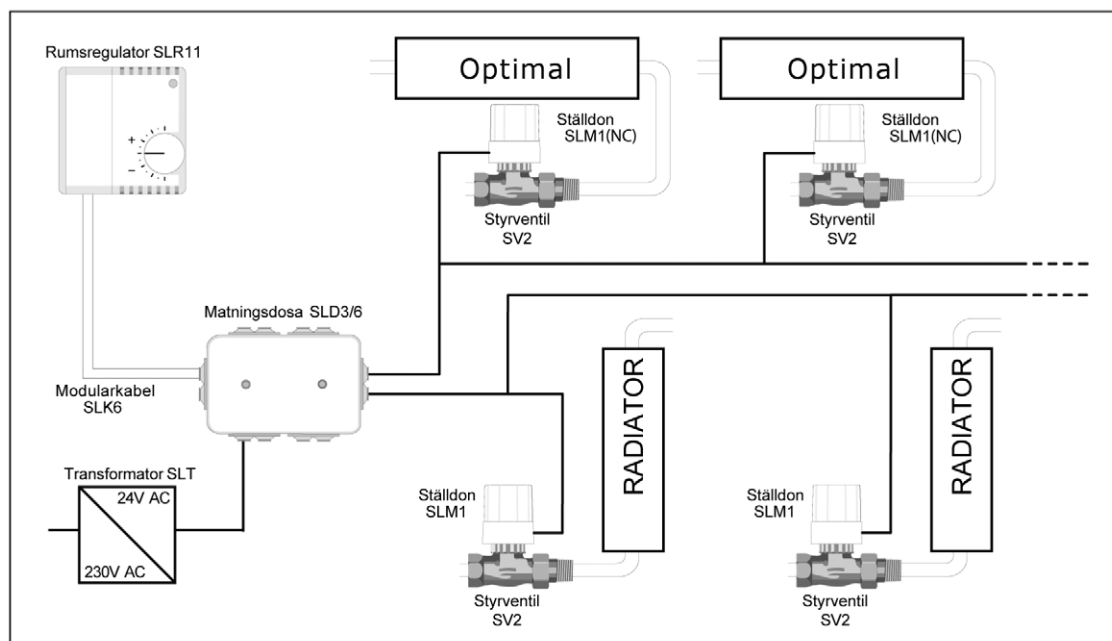 Rumsregulator SLR11
+
–
Optimal
Ställdon
SLM1(NC)
Styrventil
SV2
Optimal
Ställdon
SLM1(NC)
Styrventil
SV2
Matningsdosa SLD3/6
Modularkabel
SLK6
Transformator SLT
24V AC
230V AC
Ställdon
SLM1
Styrventil
SV2
RADIATOR
Ställdon
SLM1
Styrventil
SV2
RADIATOR